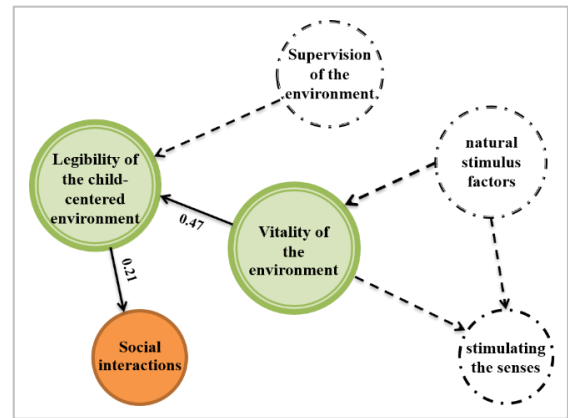 Supervision
of the
environment
Legibility of
the child-
centered
environment
natural
stimulus
factors
0.47
Vitality of
the
environment
0.21
Social
interactions
stimulating
the senses